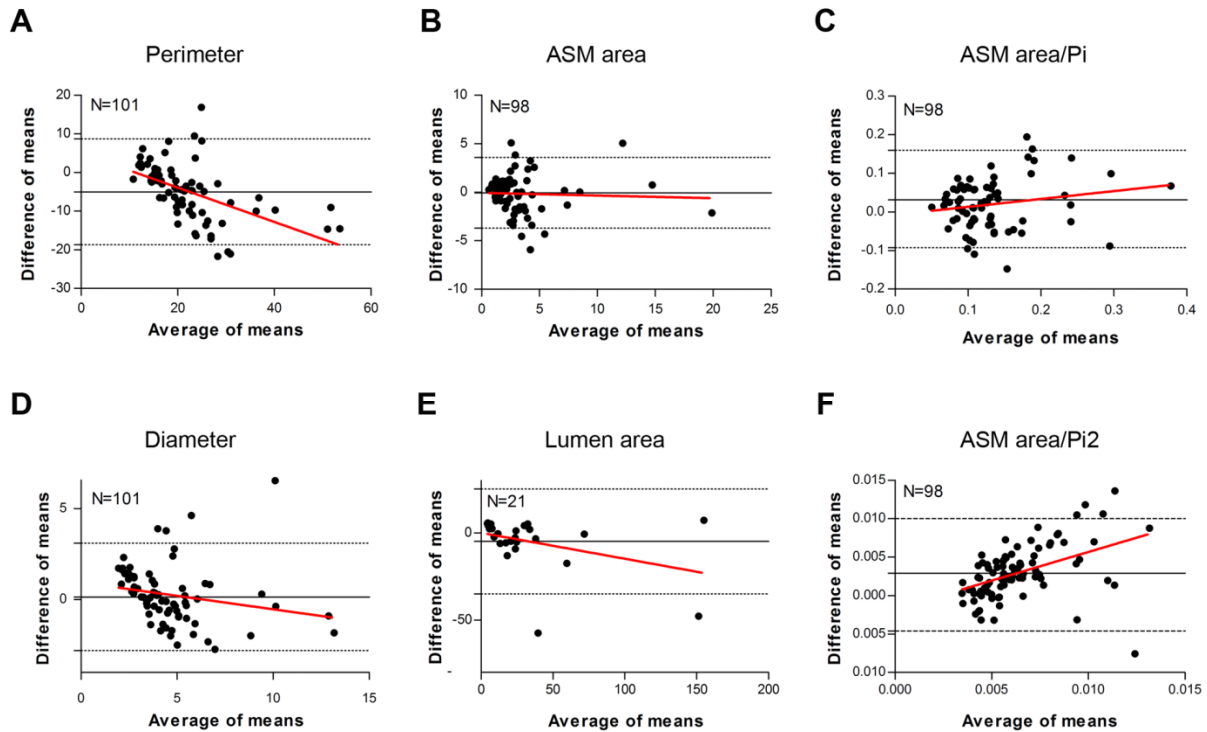 A
Perimeter
N=101
Difference of means
20
10
0
-10
-20
-30
0
20
40
60
Average of means
B
ASM area
N=98
Difference of means
10
5
0
-5
-10
0
5
10
15
20
25
Average of means
C
ASM area/Pi
N=98
Difference of means
0.3
0.2
0.1
0.0
-0.1
-0.2
0.0
0.1
0.2
0.3
0.4
Average of means
D
Diameter
N=101
Difference of means
5
0
0
5
10
15
Average of means
E
Lumen area
N=21
Difference of means
0
-50
-
0
50
100
150
200
Average of means
F
ASM area/Pi2
N=98
Difference of means
0.015
0.010
0.005
0.000
0.005
0.010
0.000
0.005
0.010
0.015
Average of means